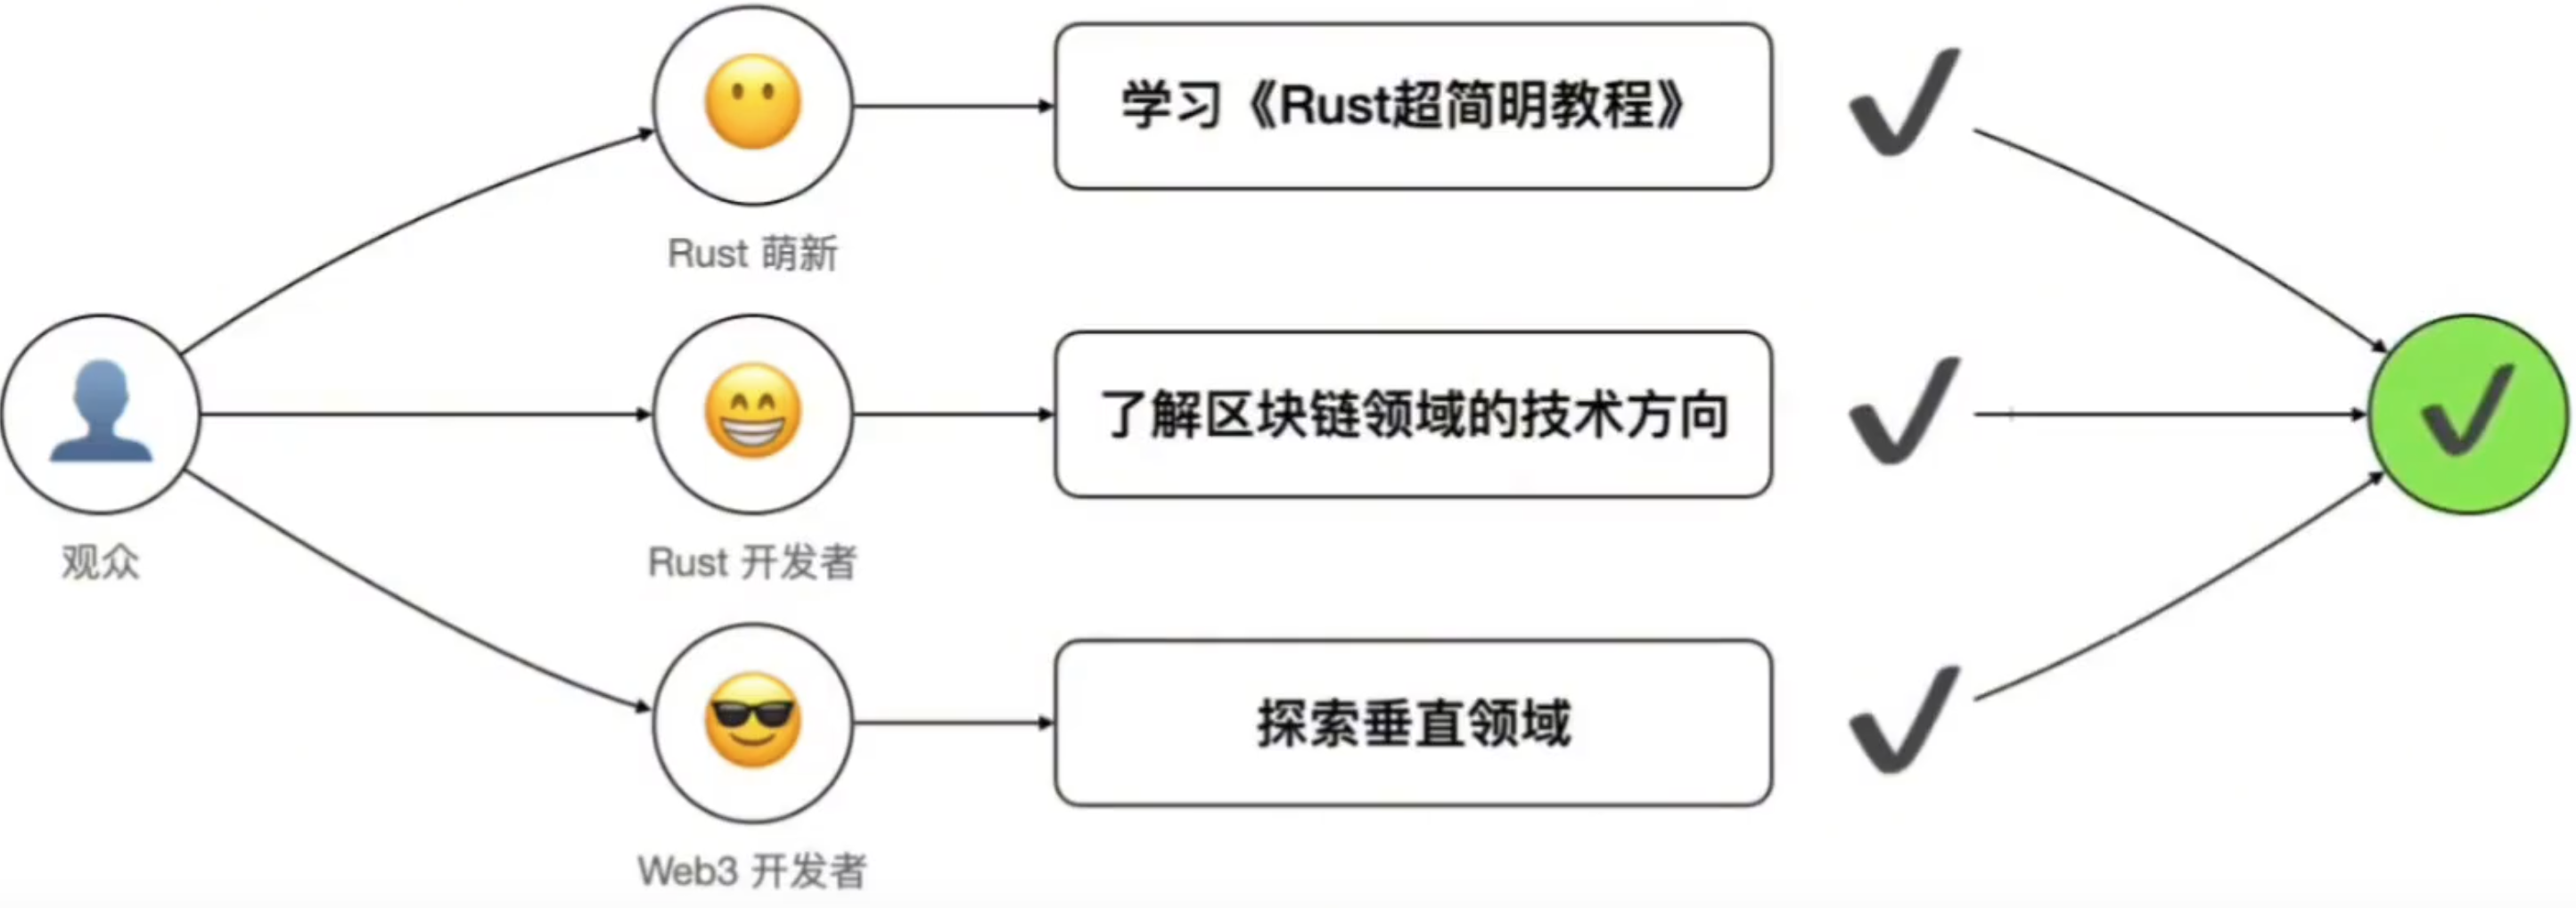 学习《Rust超简明教程》
Rust 萌新
了解区块链领域的技术方向
观众
Rust 开发者
探索垂直领域
Web3 开发者